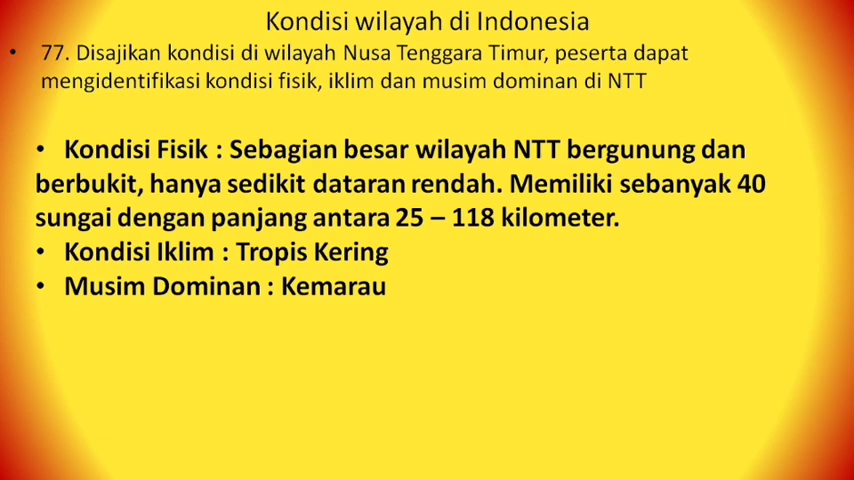 Kondisi wilayah di Indonesia
• 77. Disajikan kondisi di wilayah Nusa Tenggara Timur, peserta dapat
mengidentifikasi kondisi fisik, iklim dan musim dominan di NTT
• Kondisi Fisik : Sebagian besar wilayah NTT bergunung dan
berbukit, hanya sedikit dataran rendah. Memiliki sebanyak 40
sungai dengan panjang antara 25 – 118 kilometer.
• Kondisi Iklim : Tropis Kering
• Musim Dominan : Kemarau